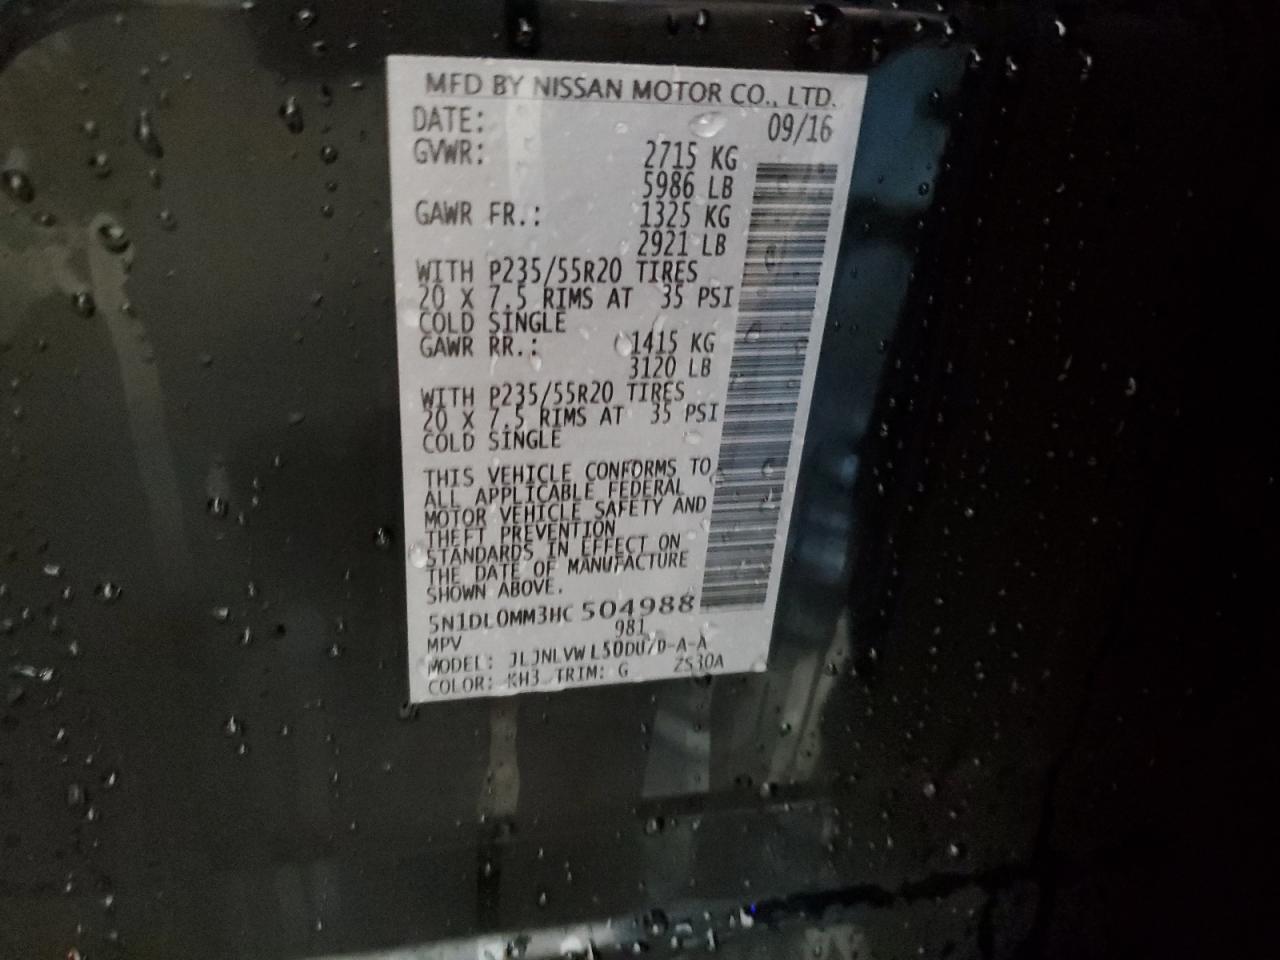 MFD BY NISSAN MOTOR CO., LTD.
DATE: 09/16
GVWR: 2715 KG
5986 LB
GAWR FR.: 1325 KG
2921 LB
WITH P235/55R20 TIRES
20 X 7.5 RIMS AT 35 PSI
COLD SINGLE
GAWR RR.: 1415 KG
3120 LB
WITH P235/55R20 TIRES
20 X 7.5 RIMS AT 35 PSI
COLD SINGLE
THIS VEHICLE CONFORMS TO
ALL APPLICABLE FEDERAL
MOTOR VEHICLE SAFETY AND
THEFT PREVENTION
STANDARDS IN EFFECT ON
THE DATE OF MANUFACTURE
SHOWN ABOVE.
5N1DL0MM3HC504988
981
MPV
MODEL: JLJNLVWL50DU7D-A-A
COLOR: KH3 TRIM: G